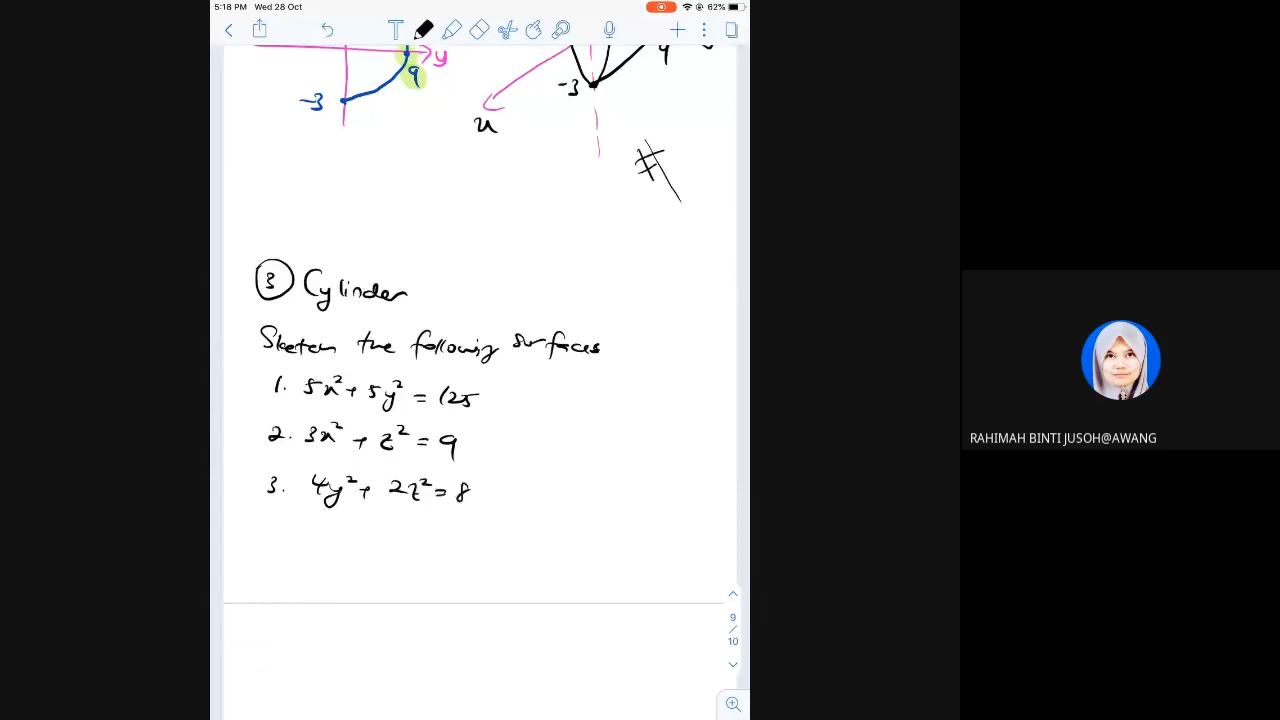 5:18 PM Wed 28 Oct
62%
T
y
9
-3
-3
x
③ Cylinder
Sketch the following surfaces
1. 5x² + 5y² = 125
2. 3x² + z² = 9
3. 4y² + 2z² = 8
9
/
10
RAHIMAH BINTI JUSOH@AWANG